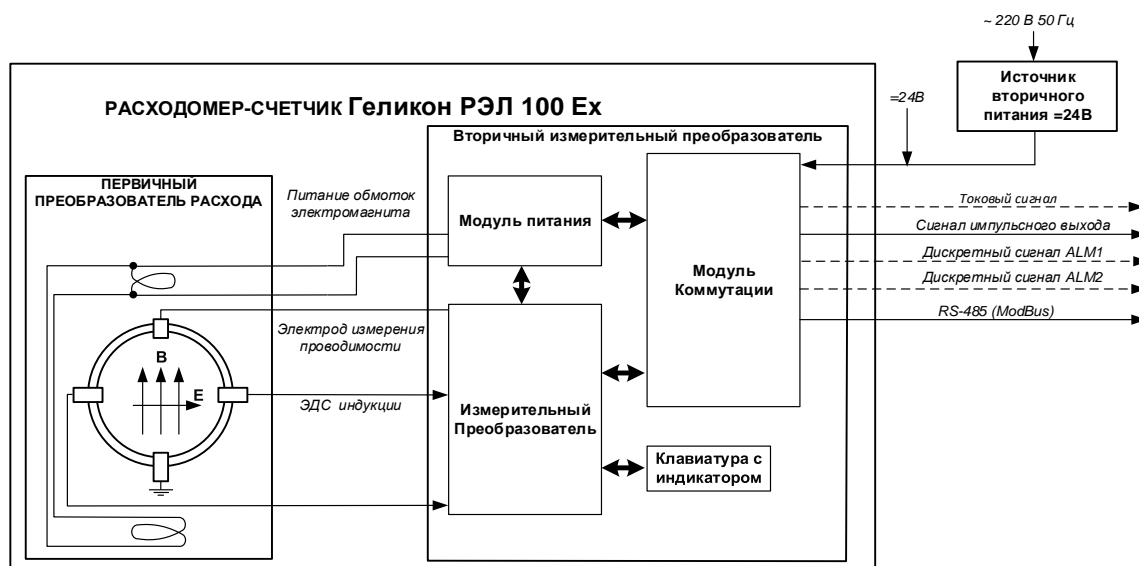 ~ 220 В 50 Гц
Источник
вторичного
питания =24В
=24В
РАСХОДОМЕР-СЧЕТЧИК Геликон РЭЛ 100 Ex
Вторичный измерительный преобразователь
ПЕРВИЧНЫЙ
ПРЕОБРАЗОВАТЕЛЬ РАСХОДА
Питание обмоток
электромагнита
Модуль питания
Модуль
Коммутации
Токовый сигнал
Сигнал импульсного выхода
Дискретный сигнал ALM1
Дискретный сигнал ALM2
RS-485 (ModBus)
Электрод измерения
проводимости
B
E
ЭДС индукции
Измерительный
Преобразователь
Клавиатура с
индикатором